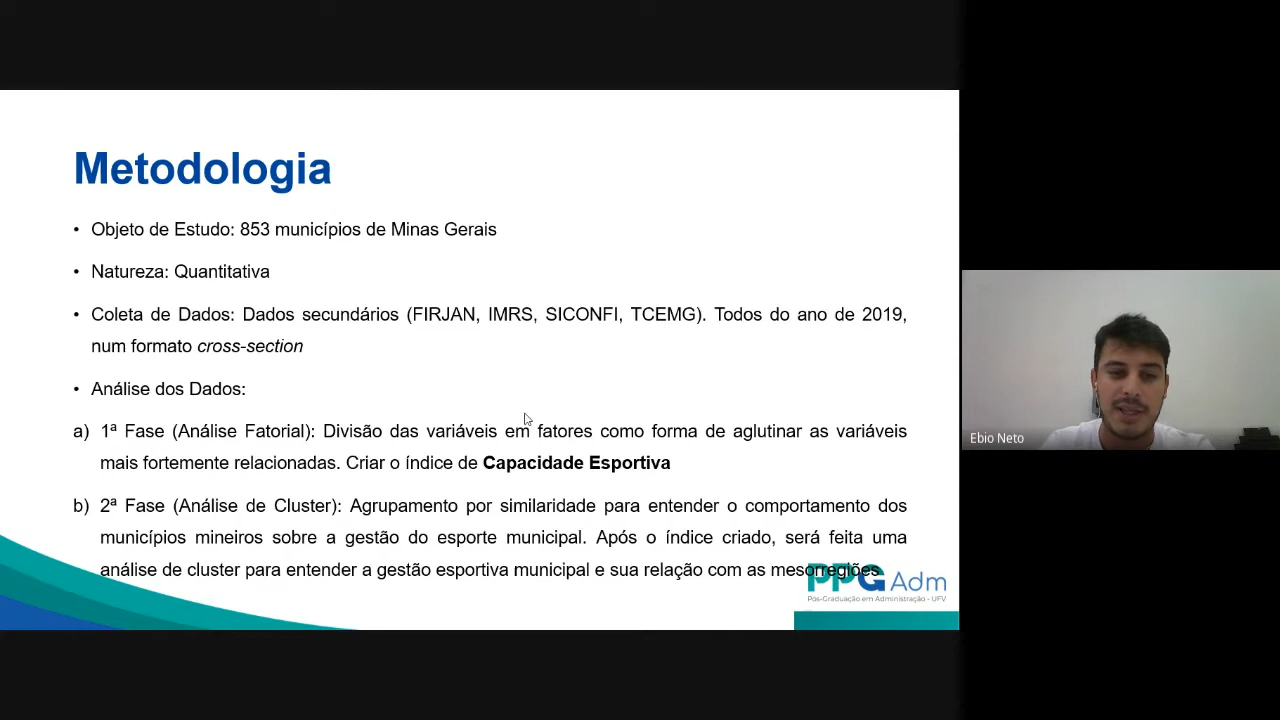 Metodologia
• Objeto de Estudo: 853 municípios de Minas Gerais
• Natureza: Quantitativa
• Coleta de Dados: Dados secundários (FIRJAN, IMRS, SICONFI, TCEMG). Todos do ano de 2019,
num formato cross-section
• Análise dos Dados:
a) 1ª Fase (Análise Fatorial): Divisão das variáveis em fatores como forma de aglutinar as variáveis
mais fortemente relacionadas. Criar o índice de Capacidade Esportiva
b) 2ª Fase (Análise de Cluster): Agrupamento por similaridade para entender o comportamento dos
municípios mineiros sobre a gestão do esporte municipal. Após o índice criado, será feita uma
análise de cluster para entender a gestão esportiva municipal e sua relação com as mesorregiões.
PPG Adm
Pós-Graduação em Administração - UFV
Ebio Neto